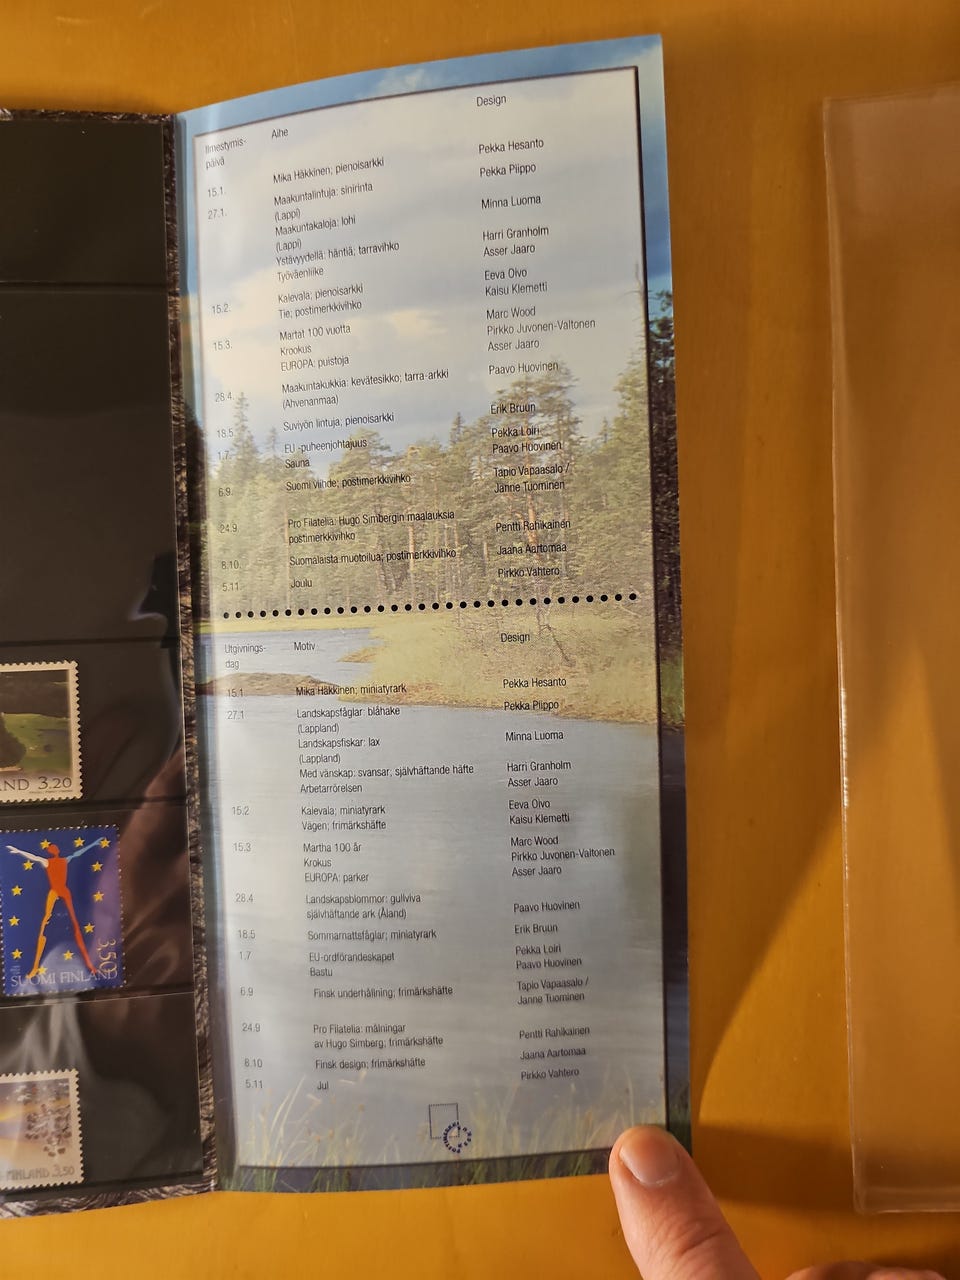 Ilmestymis- Aihe Design
päivä
15.1. Mika Häkkinen; pienoisarkki Pekka Hesanto
27.1. Maakuntalintuja: sinirinta Pekka Piippo
(Lappi)
Maakuntakaloja: lohi Minna Luoma
(Lappi)
Ystävyydellä: häntiä; tarravihko Harri Granholm
Työväenliike Asser Jaaro
15.2. Kalevala; pienoisarkki Eeva Oivo
Tie; postimerkkivihko Kaisu Klemetti
15.3. Martat 100 vuotta Marc Wood
Krookus Pirkko Juvonen-Valtonen
EUROPA: puistoja Asser Jaaro
28.4. Maakuntakukkia: kevätesikko; tarra-arkki Paavo Huovinen
(Ahvenanmaa)
18.5. Suviyön lintuja; pienoisarkki Erik Bruun
1.7. EU -puheenjohtajuus Pekka Loiri
Sauna Paavo Huovinen
6.9. Suomi viihde; postimerkkivihko Tapio Vapaasalo /
Janne Tuominen
24.9. Pro Filatelia: Hugo Simbergin maalauksia Pentti Rahikainen
postimerkkivihko
8.10. Suomalaista muotoilua; postimerkkivihko Jaana Aartomaa
5.11. Joulu Pirkko Vahtero
Utgivnings- Motiv Design
dag
15.1 Mika Häkkinen; miniatyrark Pekka Hesanto
27.1 Landskapsfåglar: blåhake Pekka Piippo
(Lappland)
Landskapsfiskar: lax Minna Luoma
(Lappland)
Med vänskap: svansar; självhäftande häfte Harri Granholm
Arbetarrörelsen Asser Jaaro
15.2 Kalevala; miniatyrark Eeva Oivo
Vägen; frimärkshäfte Kaisu Klemetti
15.3 Martha 100 år Marc Wood
Krokus Pirkko Juvonen-Valtonen
EUROPA: parker Asser Jaaro
28.4 Landskapsblommor: gullviva Paavo Huovinen
självhäftande ark (Åland)
18.5 Sommarnattsfåglar; miniatyrark Erik Bruun
1.7 EU-ordförandeskapet Pekka Loiri
Bastu Paavo Huovinen
6.9 Finsk underhållning; frimärkshäfte Tapio Vapaasalo /
Janne Tuominen
24.9 Pro Filatelia: målningar Pentti Rahikainen
av Hugo Simberg; frimärkshäfte
8.10 Finsk design; frimärkshäfte Jaana Aartomaa
5.11 Jul Pirkko Vahtero
AND 3.20
3,50
SUOMI FINLAND
FINLAND 3.50